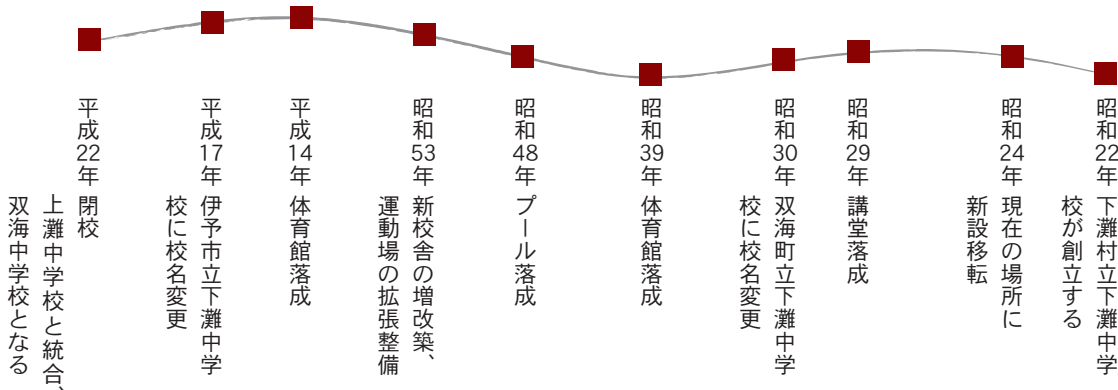 昭和22年
下灘村立下灘中学
校が創立する
昭和24年
現在の場所に
新設移転
昭和29年
講堂落成
昭和30年
双海町立下灘中学
校に校名変更
昭和39年
体育館落成
昭和48年
プール落成
昭和53年
新校舎の増改築、
運動場の拡張整備
平成14年
体育館落成
平成17年
伊予市立下灘中学
校に校名変更
平成22年
閉校
上灘中学校と統合、
双海中学校となる